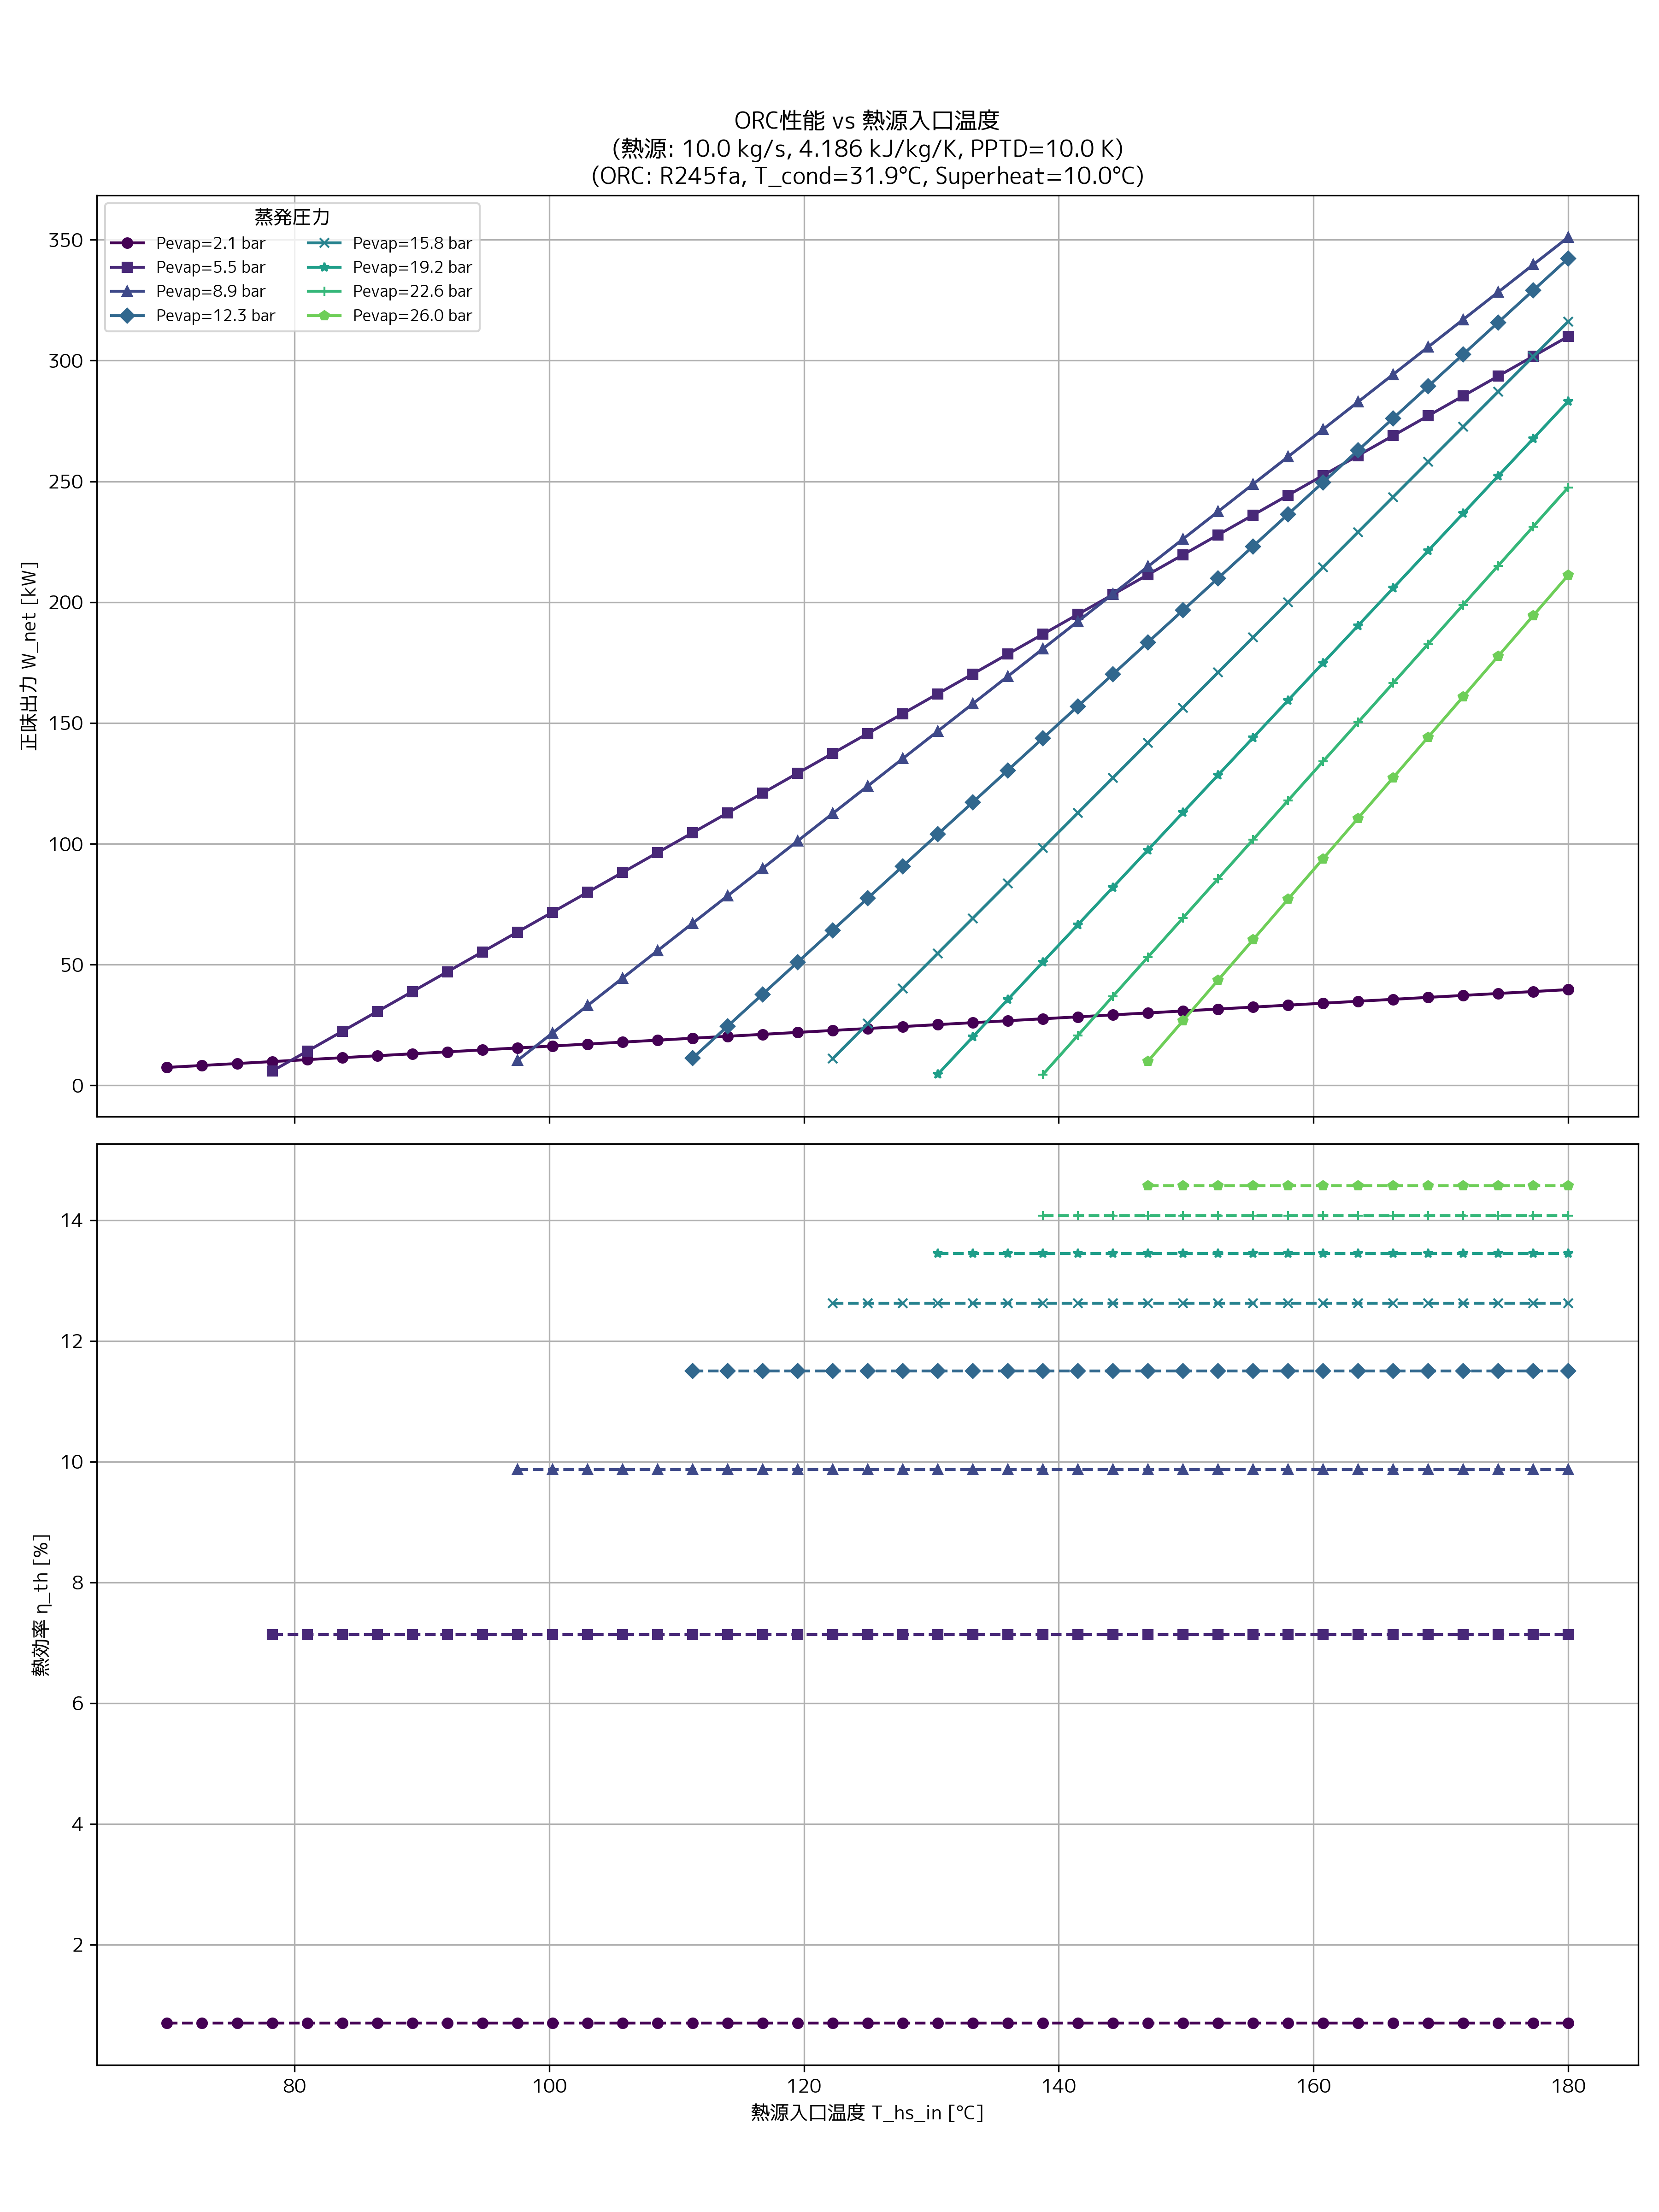 ORC性能 vs 熱源入口温度
(熱源: 10.0 kg/s, 4.186 kJ/kg/K, PPTD=10.0 K)
(ORC: R245fa, T_cond=31.9°C, Superheat=10.0°C)
蒸発圧力
Pevap=2.1 bar
Pevap=5.5 bar
Pevap=8.9 bar
Pevap=12.3 bar
Pevap=15.8 bar
Pevap=19.2 bar
Pevap=22.6 bar
Pevap=26.0 bar
正味出力 W_net [kW]
350
300
250
200
150
100
50
0
熱効率 η_th [%]
14
12
10
8
6
4
2
80
100
120
140
160
180
熱源入口温度 T_hs_in [°C]